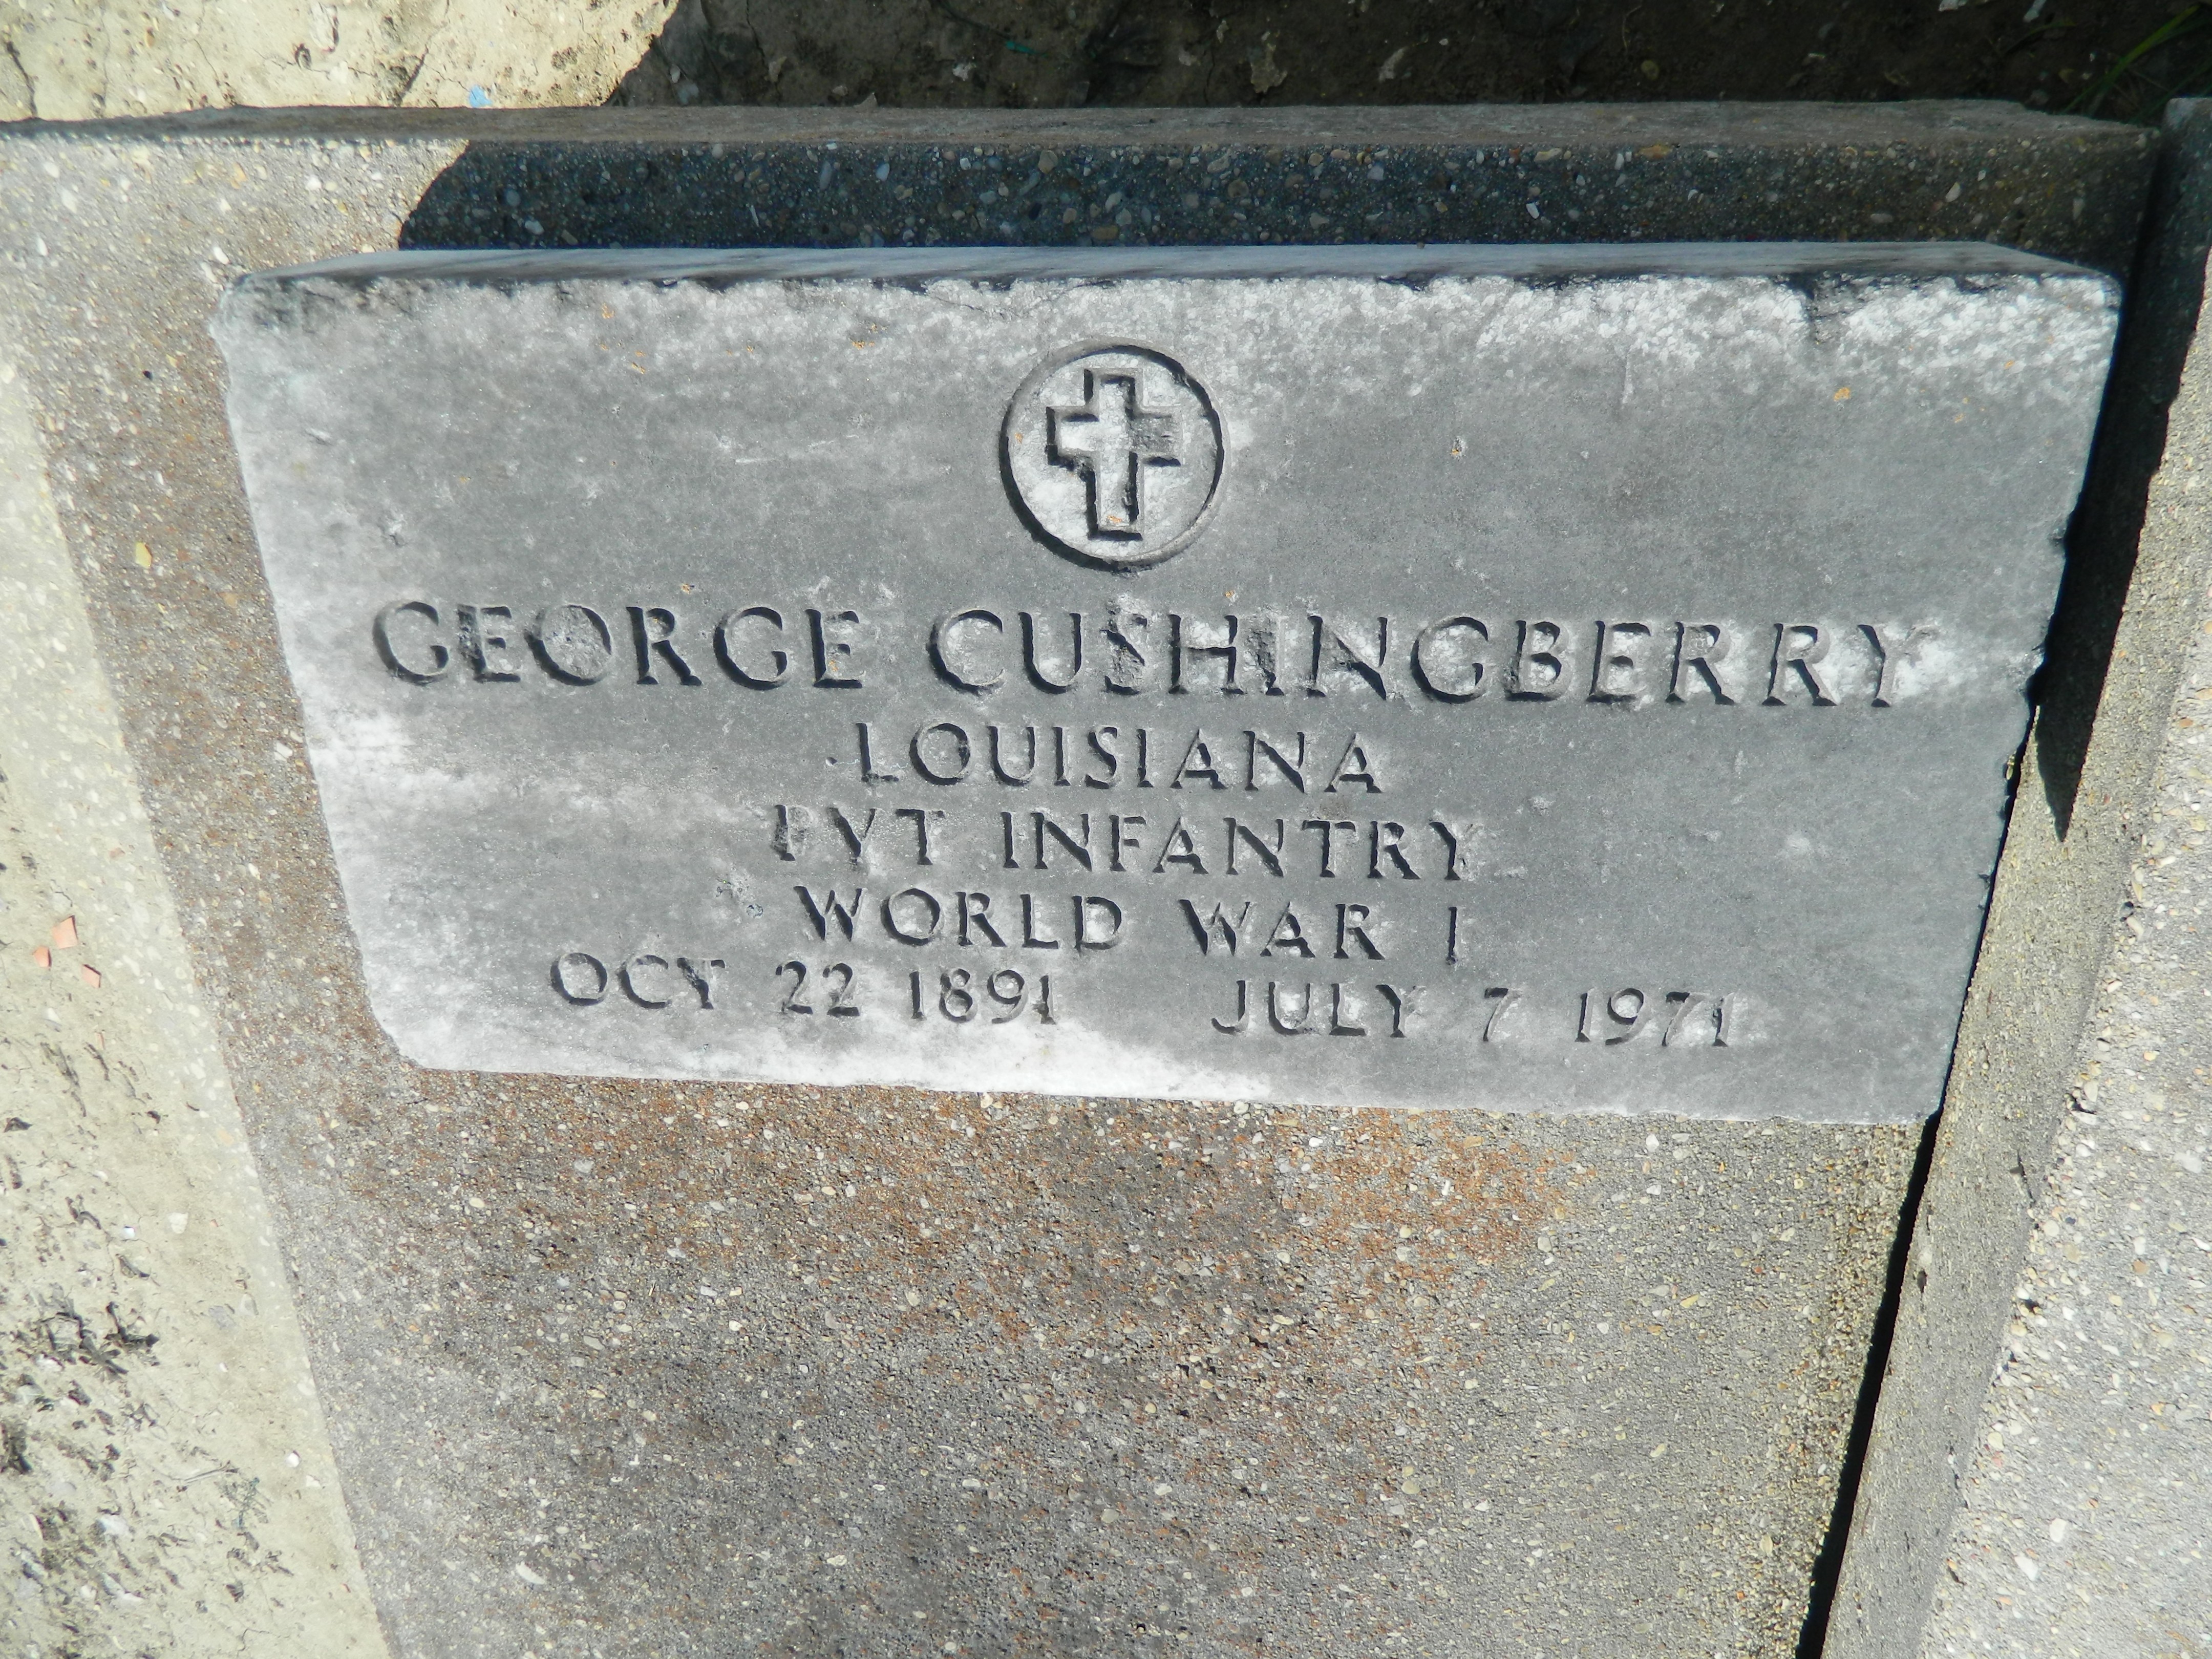 GEORGE CUSHINGBERRY
LOUISIANA
PVT INFANTRY
WORLD WAR I
OCT 22 1891 JULY 7 1971